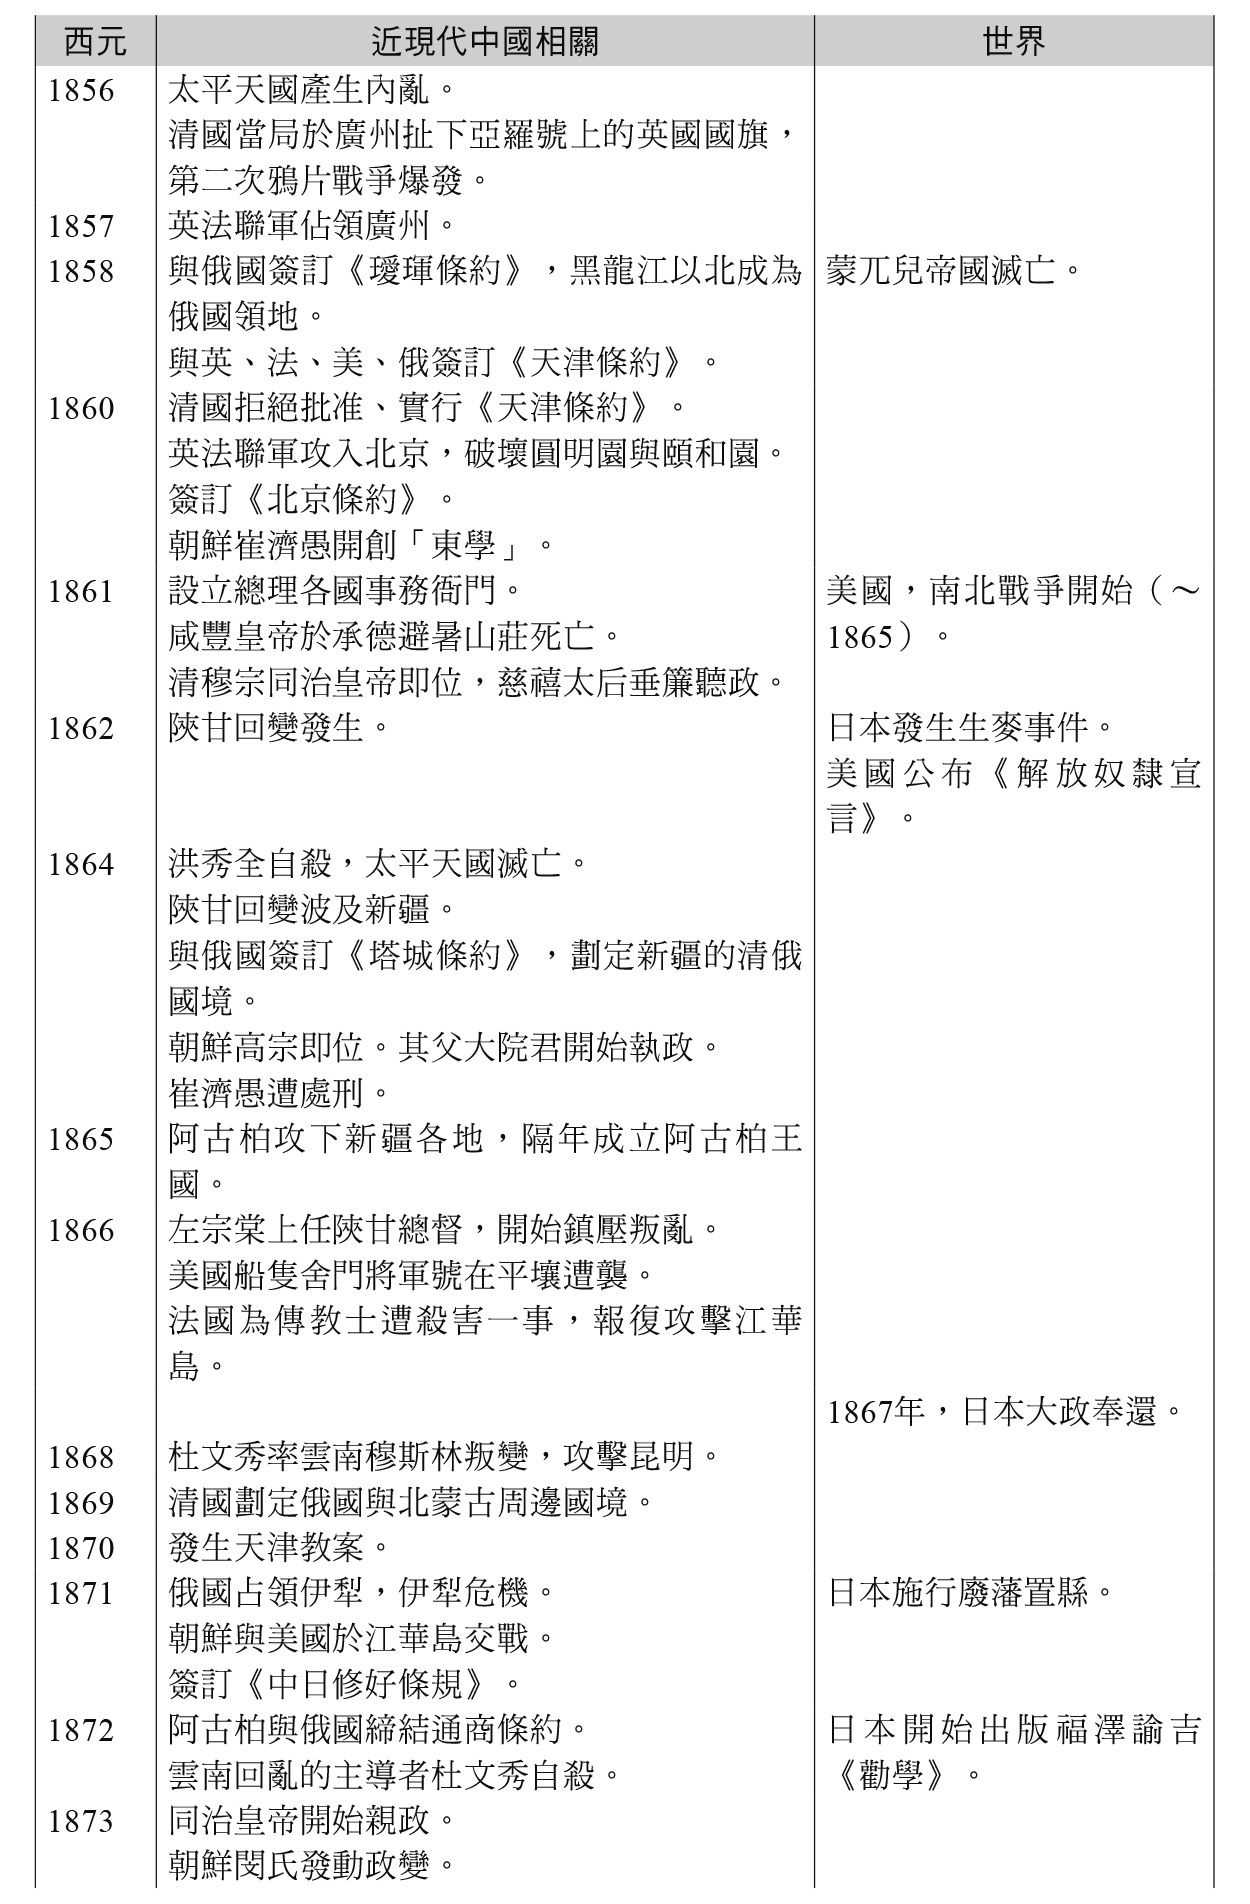 西元 近現代中國相關 世界
1856 太平天國產生內亂。
清國當局於廣州扯下亞羅號上的英國國旗，
第二次鴉片戰爭爆發。
1857 英法聯軍佔領廣州。
1858 與俄國簽訂《璦琿條約》，黑龍江以北成為 蒙兀兒帝國滅亡。
俄國領地。
與英、法、美、俄簽訂《天津條約》。
1860 清國拒絕批准、實行《天津條約》。
英法聯軍攻入北京，破壞圓明園與頤和園。
簽訂《北京條約》。
朝鮮崔濟愚開創「東學」。
1861 設立總理各國事務衙門。 美國，南北戰爭開始（～
咸豐皇帝於承德避暑山莊死亡。 1865）。
清穆宗同治皇帝即位，慈禧太后垂簾聽政。
1862 陝甘回變發生。 日本發生生麥事件。
美國公布《解放奴隸宣
言》。
1864 洪秀全自殺，太平天國滅亡。
陝甘回變波及新疆。
與俄國簽訂《塔城條約》，劃定新疆的清俄
國境。
朝鮮高宗即位。其父大院君開始執政。
崔濟愚遭處刑。
1865 阿古柏攻下新疆各地，隔年成立阿古柏王
國。
1866 左宗棠上任陝甘總督，開始鎮壓叛亂。
美國船隻舍門將軍號在平壤遭襲。
法國為傳教士遭殺害一事，報復攻擊江華
島。
1867年，日本大政奉還。
1868 杜文秀率雲南穆斯林叛變，攻擊昆明。
1869 清國劃定俄國與北蒙古周邊國境。
1870 發生天津教案。
1871 俄國占領伊犁，伊犁危機。 日本施行廢藩置縣。
朝鮮與美國於江華島交戰。
簽訂《中日修好條規》。
1872 阿古柏與俄國締結通商條約。 日本開始出版福澤諭吉
雲南回亂的主導者杜文秀自殺。 《勸學》。
1873 同治皇帝開始親政。
朝鮮閔氏發動政變。